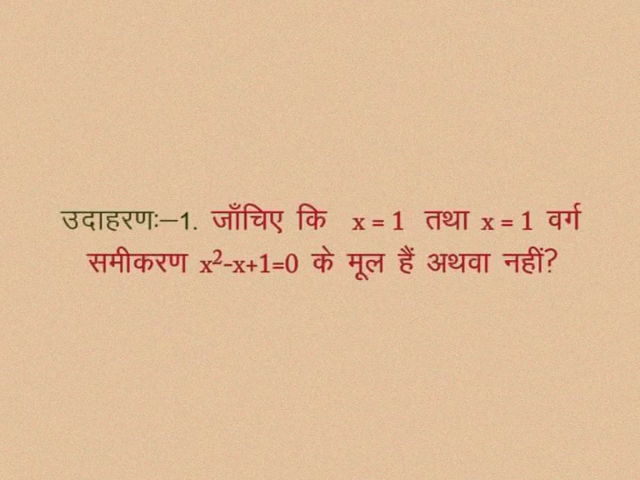 उदाहरणः–1. जाँचिए कि x = 1 तथा x = 1 वर्ग
समीकरण x²-x+1=0 के मूल हैं अथवा नहीं?